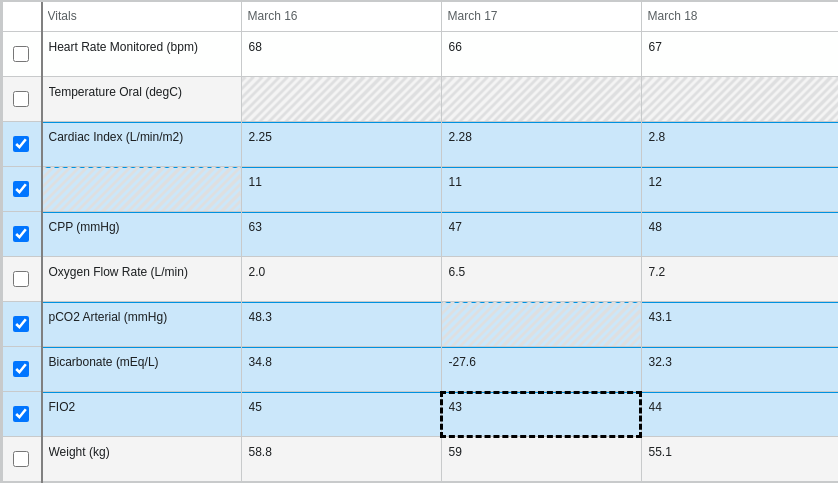 Vitals March 16 March 17 March 18
Heart Rate Monitored (bpm) 68 66 67
Temperature Oral (degC)
Cardiac Index (L/min/m2) 2.25 2.28 2.8
11 11 12
CPP (mmHg) 63 47 48
Oxygen Flow Rate (L/min) 2.0 6.5 7.2
pCO2 Arterial (mmHg) 48.3 43.1
Bicarbonate (mEq/L) 34.8 -27.6 32.3
FIO2 45 43 44
Weight (kg) 58.8 59 55.1